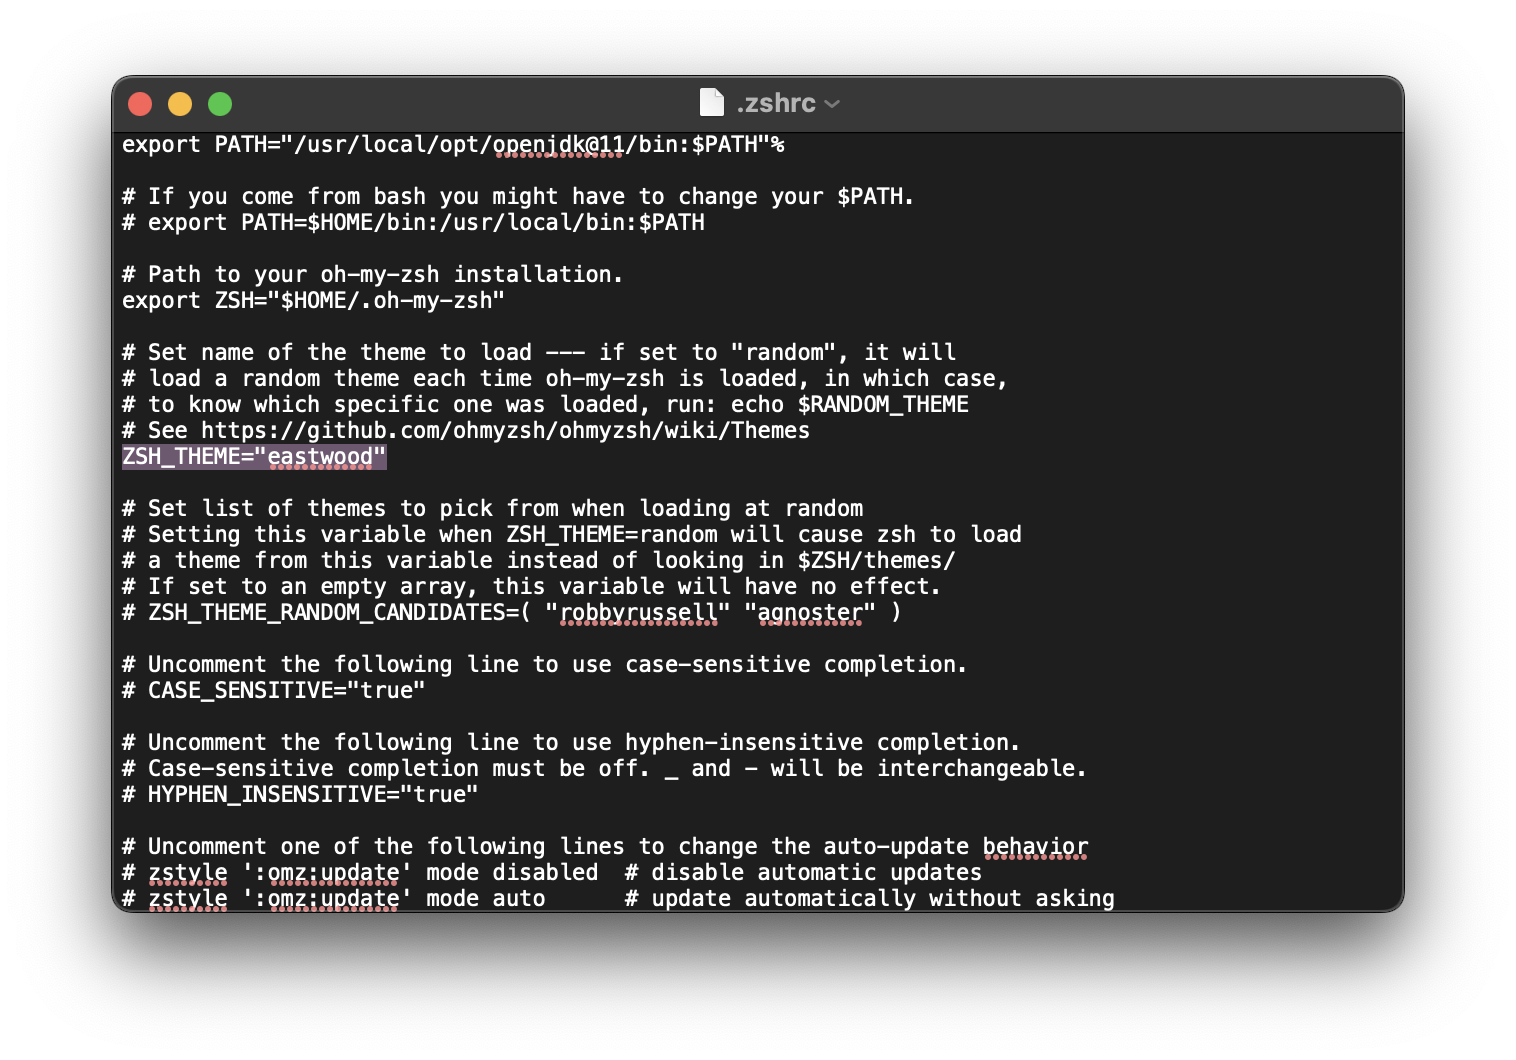 .zshrc
export PATH="/usr/local/opt/openjdk@11/bin:$PATH"%
# If you come from bash you might have to change your $PATH.
# export PATH=$HOME/bin:/usr/local/bin:$PATH
# Path to your oh-my-zsh installation.
export ZSH="$HOME/.oh-my-zsh"
# Set name of the theme to load --- if set to "random", it will
# load a random theme each time oh-my-zsh is loaded, in which case,
# to know which specific one was loaded, run: echo $RANDOM_THEME
# See https://github.com/ohmyzsh/ohmyzsh/wiki/Themes
ZSH_THEME="eastwood"
# Set list of themes to pick from when loading at random
# Setting this variable when ZSH_THEME=random will cause zsh to load
# a theme from this variable instead of looking in $ZSH/themes/
# If set to an empty array, this variable will have no effect.
# ZSH_THEME_RANDOM_CANDIDATES=( "robbyrussell" "agnoster" )
# Uncomment the following line to use case-sensitive completion.
# CASE_SENSITIVE="true"
# Uncomment the following line to use hyphen-insensitive completion.
# Case-sensitive completion must be off. _ and - will be interchangeable.
# HYPHEN_INSENSITIVE="true"
# Uncomment one of the following lines to change the auto-update behavior
# zstyle ':omz:update' mode disabled  # disable automatic updates
# zstyle ':omz:update' mode auto      # update automatically without asking